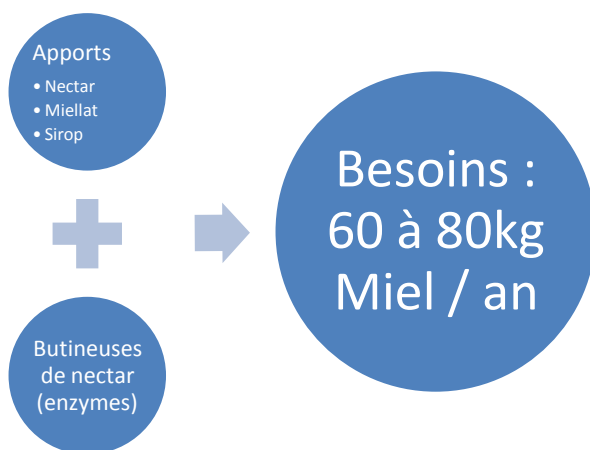 Apports
• Nectar
• Miellat
• Sirop
Butineuses
de nectar
(enzymes)
Besoins :
60 à 80kg
Miel / an